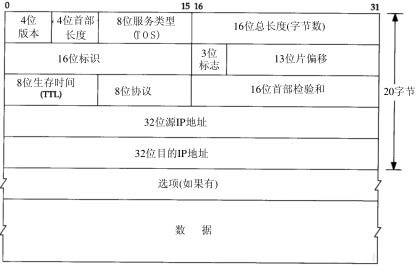 0 15 16 31
4位版本 4位首部长度 8位服务类型(TOS) 16位总长度(字节数)
16位标识 3位标志 13位片偏移
8位生存时间(TTL) 8位协议 16位首部检验和
20字节
32位源IP地址
32位目的IP地址
选项(如果有)
数 据